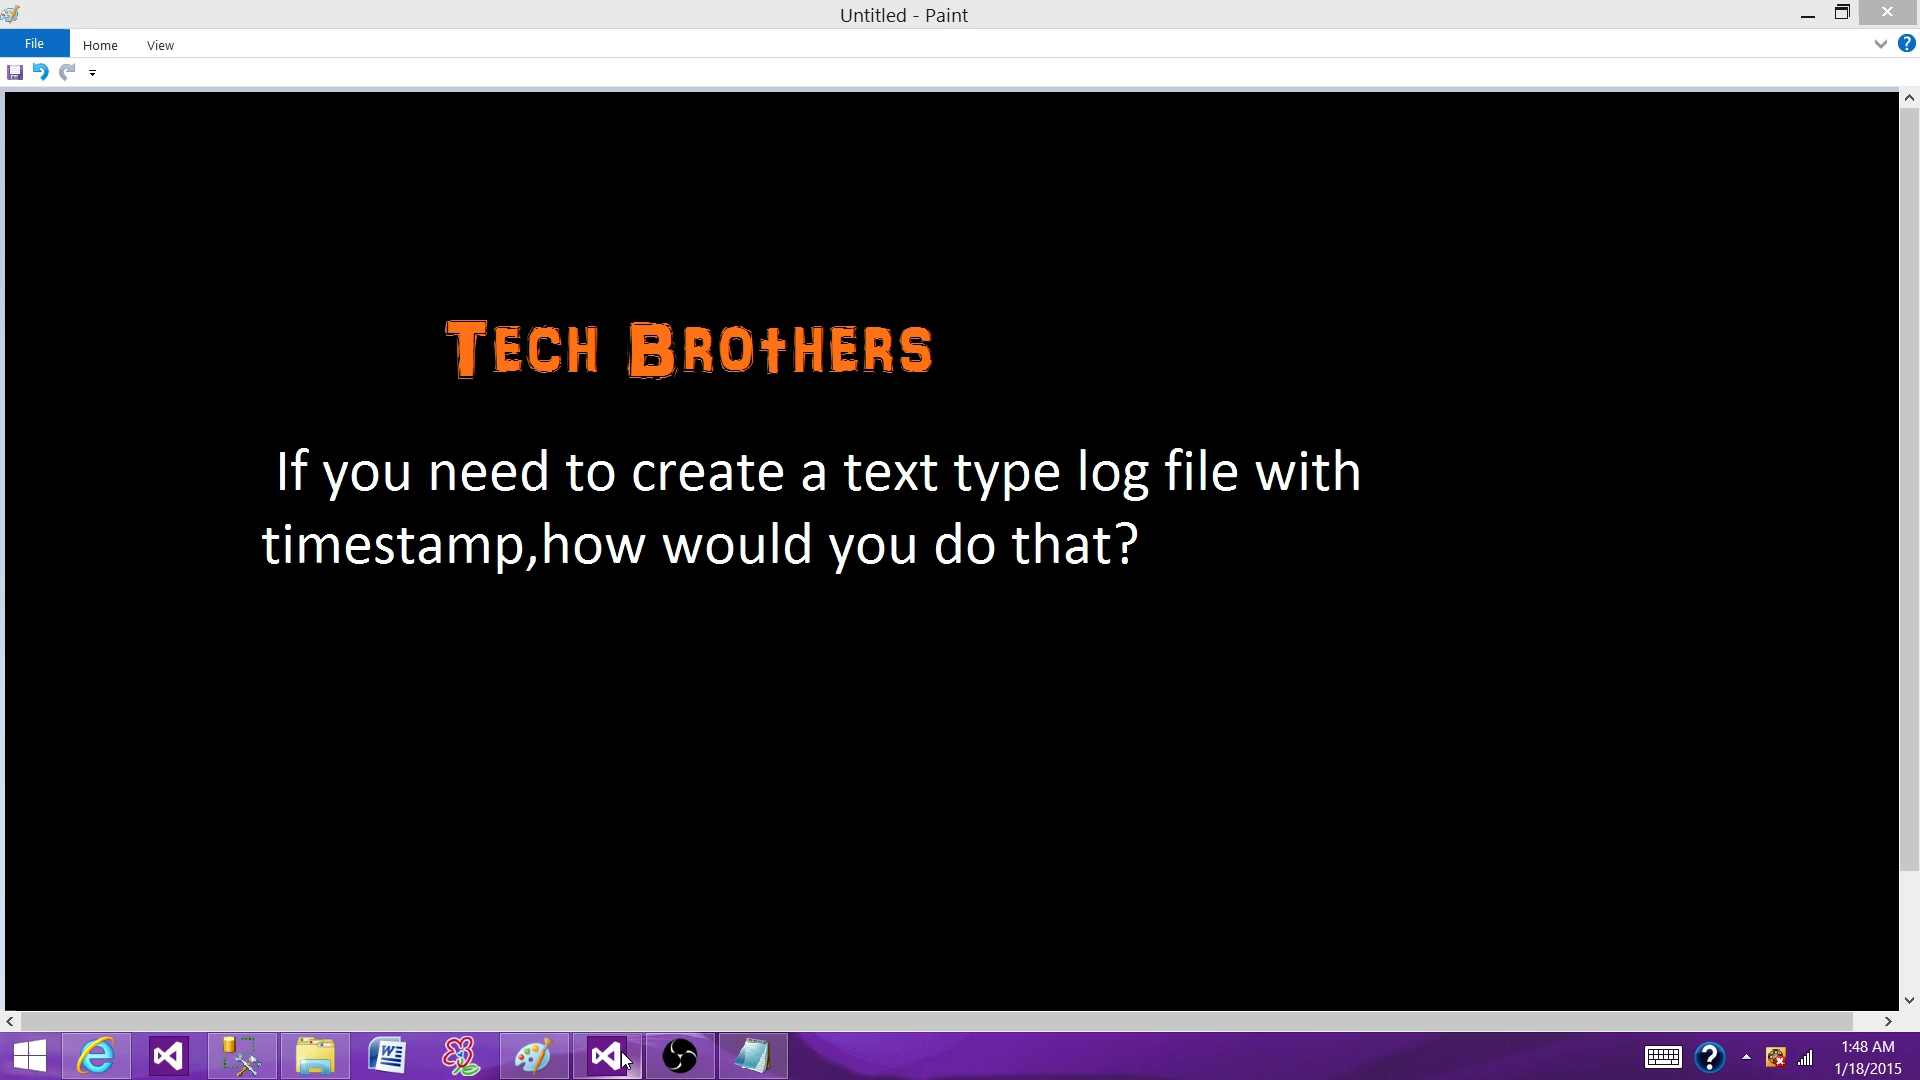 Untitled - Paint
File
Home
View
Tech Brothers
If you need to create a text type log file with
timestamp,how would you do that?
1:48 AM
1/18/2015